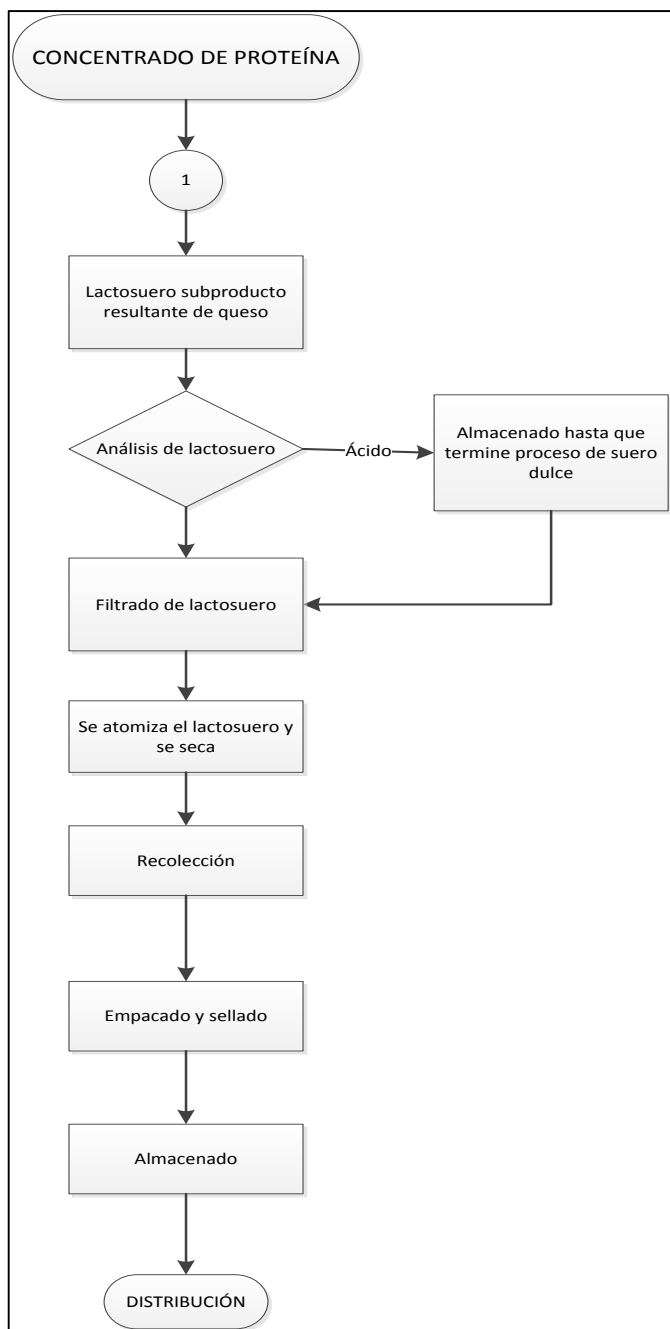 CONCENTRADO DE PROTEÍNA
1
Lactosuero subproducto
resultante de queso
Análisis de lactosuero
Ácido
Almacenado hasta que
termine proceso de suero
dulce
Filtrado de lactosuero
Se atomiza el lactosuero y
se seca
Recolección
Empacado y sellado
Almacenado
DISTRIBUCIÓN